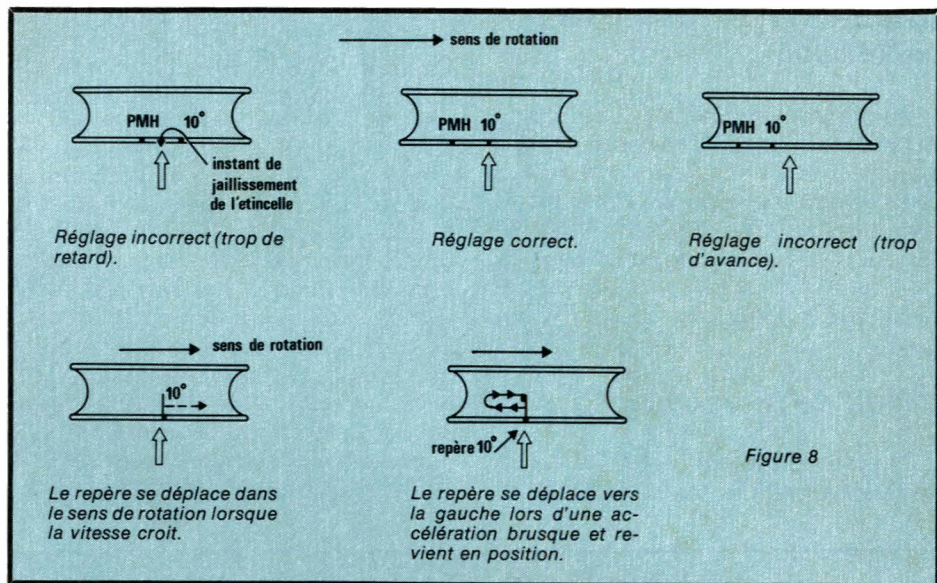 sens de rotation
PMH 10°
instant de
jaillissement
de l'etincelle
Réglage incorrect (trop de
retard).
PMH 10°
Réglage correct.
PMH 10°
Réglage incorrect (trop
d'avance).
sens de rotation
10°
Le repère se déplace dans
le sens de rotation lorsque
la vitesse croit.
repère 10°
Le repère se déplace vers
la gauche lors d'une ac-
célération brusque et re-
vient en position.
Figure 8